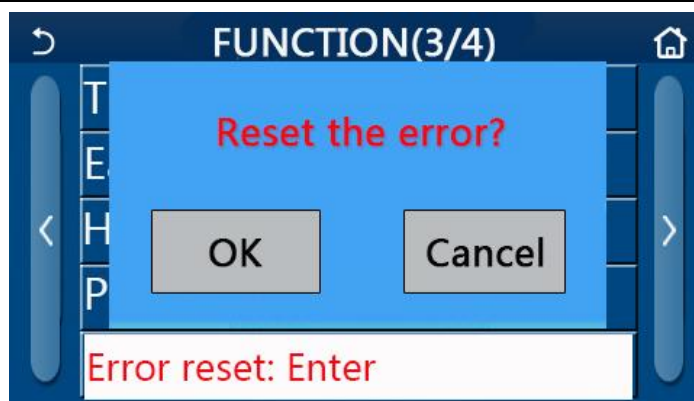 FUNCTION(3/4)
Reset the error?
OK
Cancel
Error reset: Enter